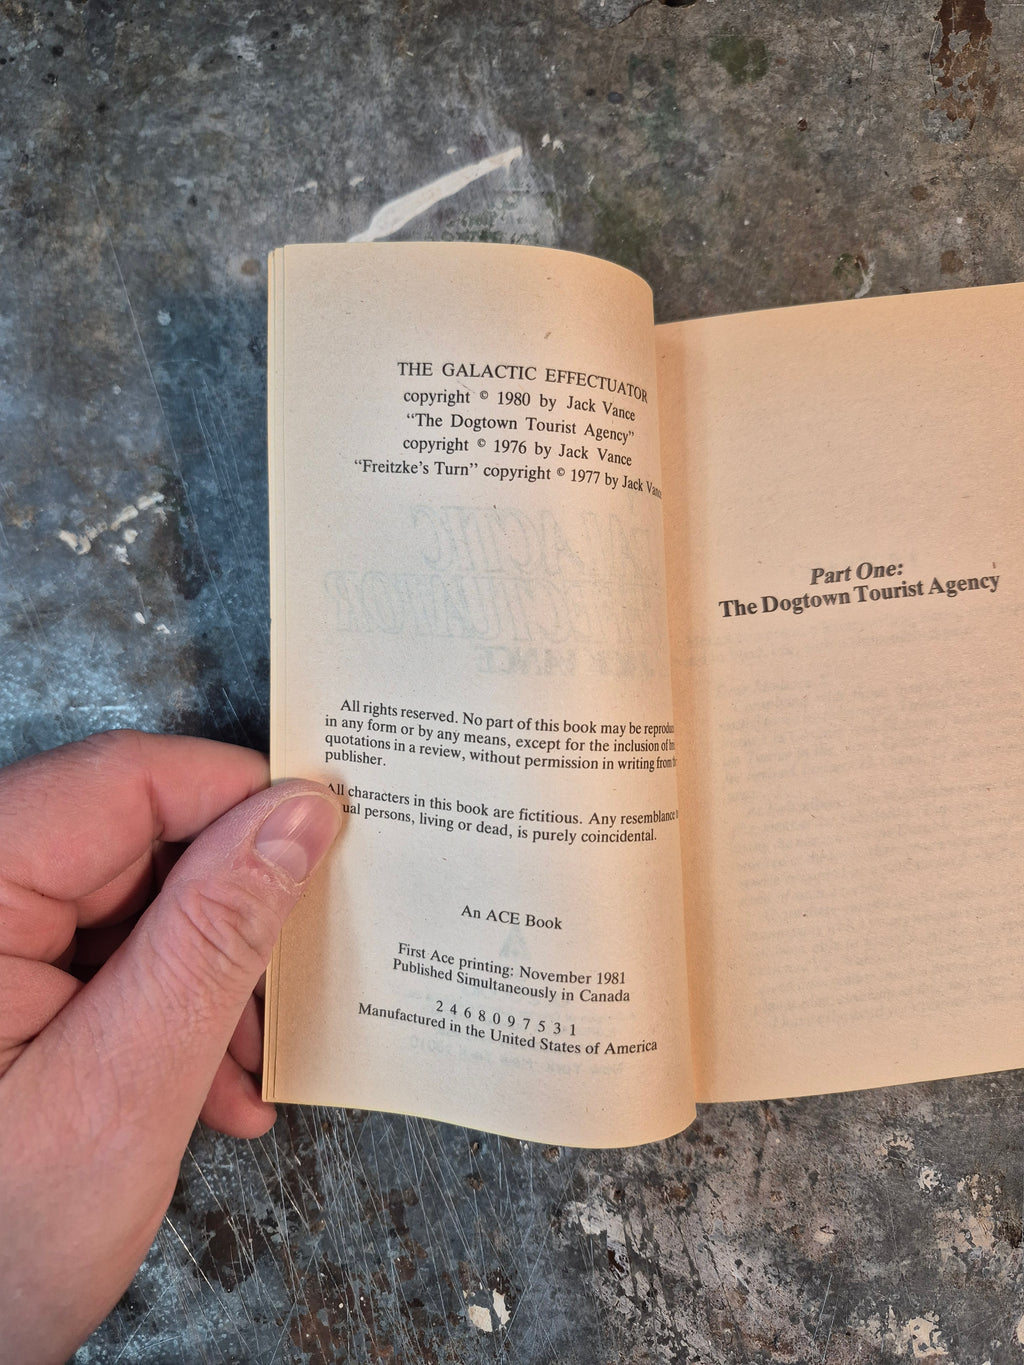 THE GALACTIC EFFECTUATOR
copyright © 1980 by Jack Vance
“The Dogtown Tourist Agency”
copyright © 1976 by Jack Vance
“Freitzke’s Turn” copyright © 1977 by Jack Vance
All rights reserved. No part of this book may be
in any form or by any means, except for the inclusion of
quotations in a review, without permission in writing from
publisher.
All characters in this book are fictitious. Any resemblance
persons, living or dead, is purely coincidental.
An ACE Book
First Ace printing: November 1981
Published Simultaneously in Canada
2 4 6 8 0 9 7 5 3 1
Manufactured in the United States of America
Part One:
The Dogtown Tourist Agency